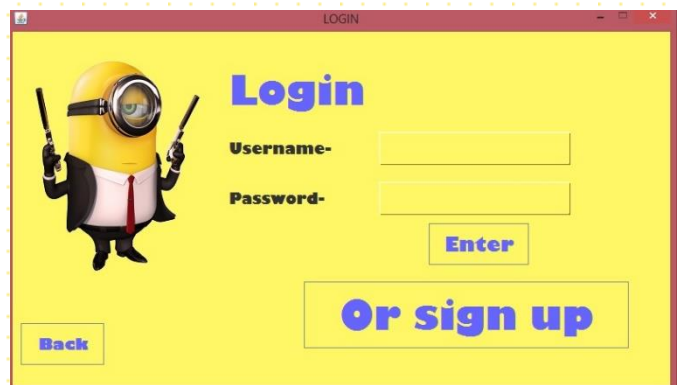 LOGIN
Login
Username-
Password-
Enter
Or sign up
Back